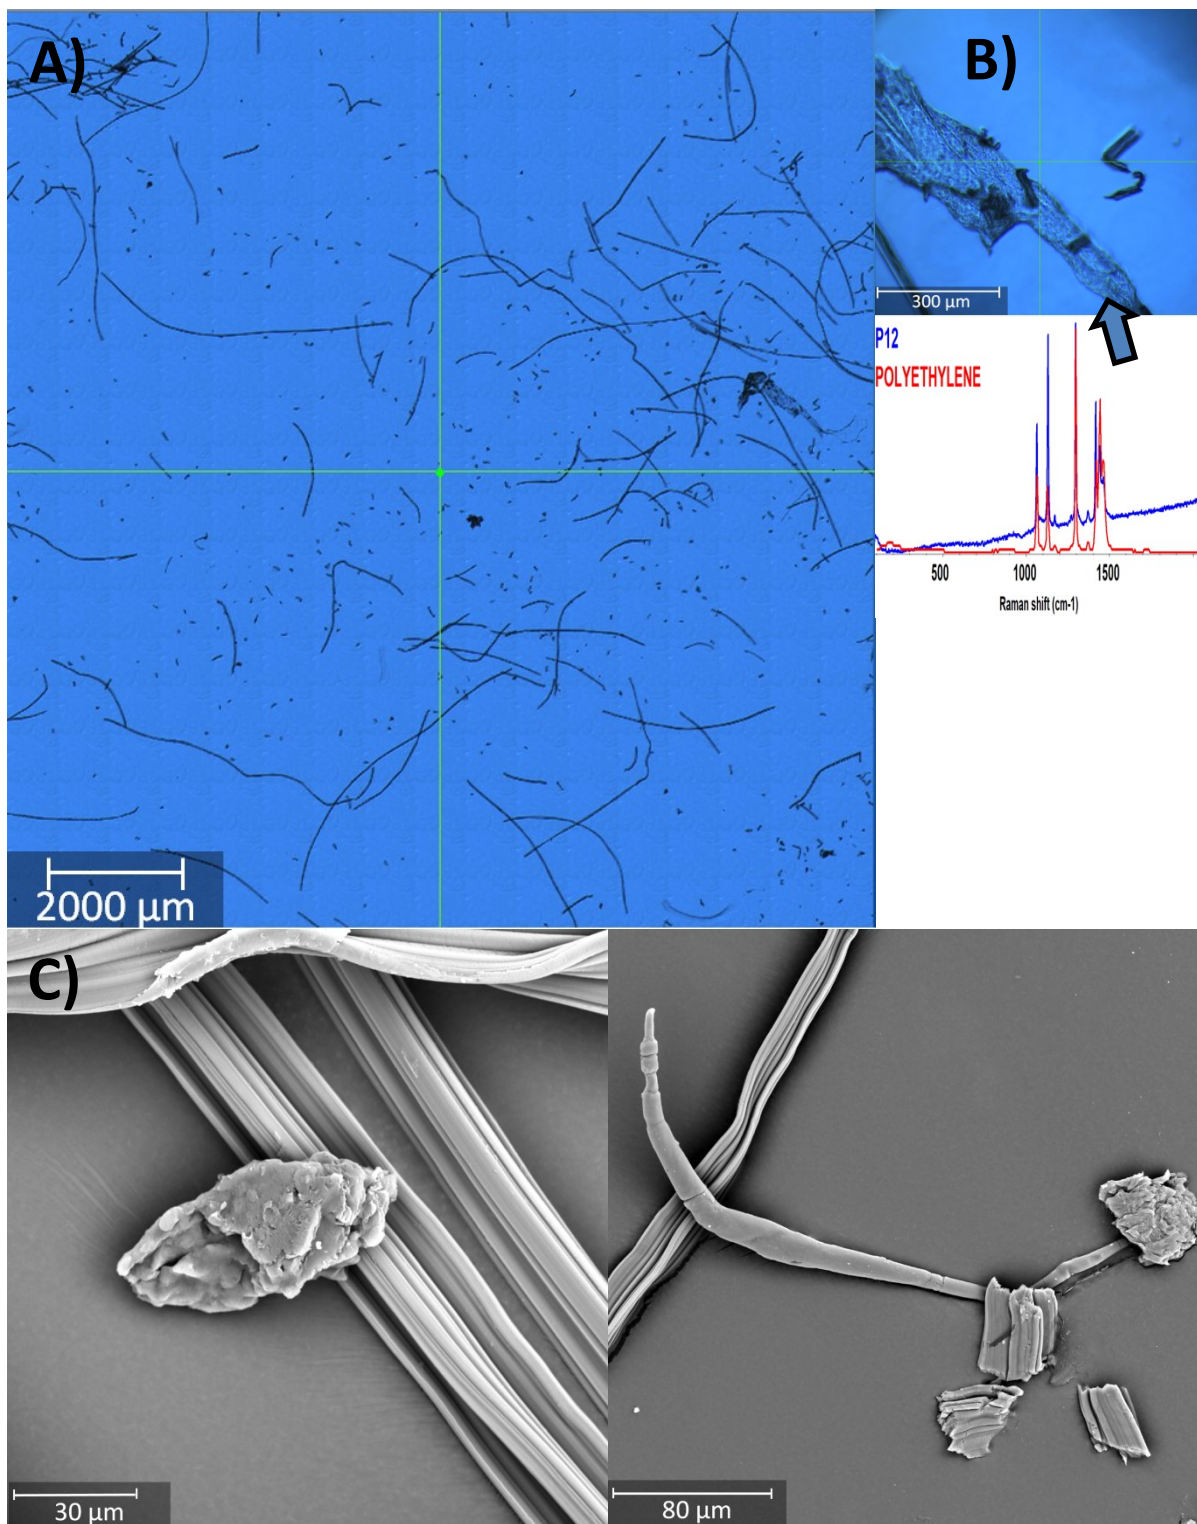 A)
B)
300 µm
P12
POLYETHYLENE
500 1000 1500
Raman shift (cm-1)
2000 µm
C)
30 µm
80 µm